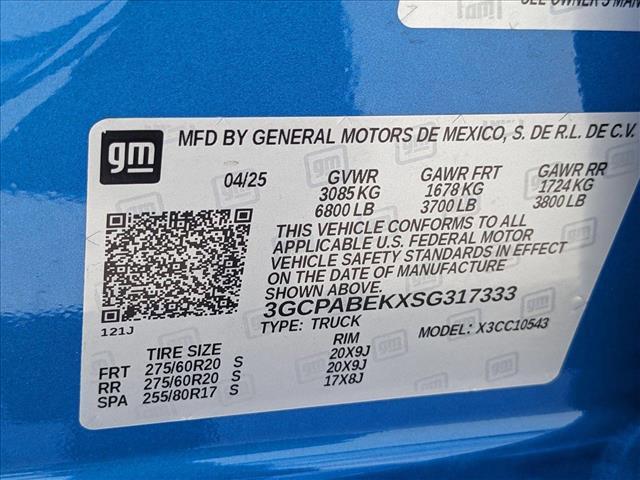 SEE OWNER'S MAN
gm
MFD BY GENERAL MOTORS DE MEXICO, S. DE R.L. DE C.V.
04/25 GVWR GAWR FRT GAWR RR
3085 KG 1678 KG 1724 KG
6800 LB 3700 LB 3800 LB
THIS VEHICLE CONFORMS TO ALL
APPLICABLE U.S. FEDERAL MOTOR
VEHICLE SAFETY STANDARDS IN EFFECT
ON THE DATE OF MANUFACTURE
SHOWN ABOVE.
3GCPABEKXSG317333
121J
TYPE: TRUCK MODEL: X3CC10543
TIRE SIZE RIM
FRT 275/60R20 S 20X9J
RR 275/60R20 S 20X9J
SPA 255/80R17 S 17X8J